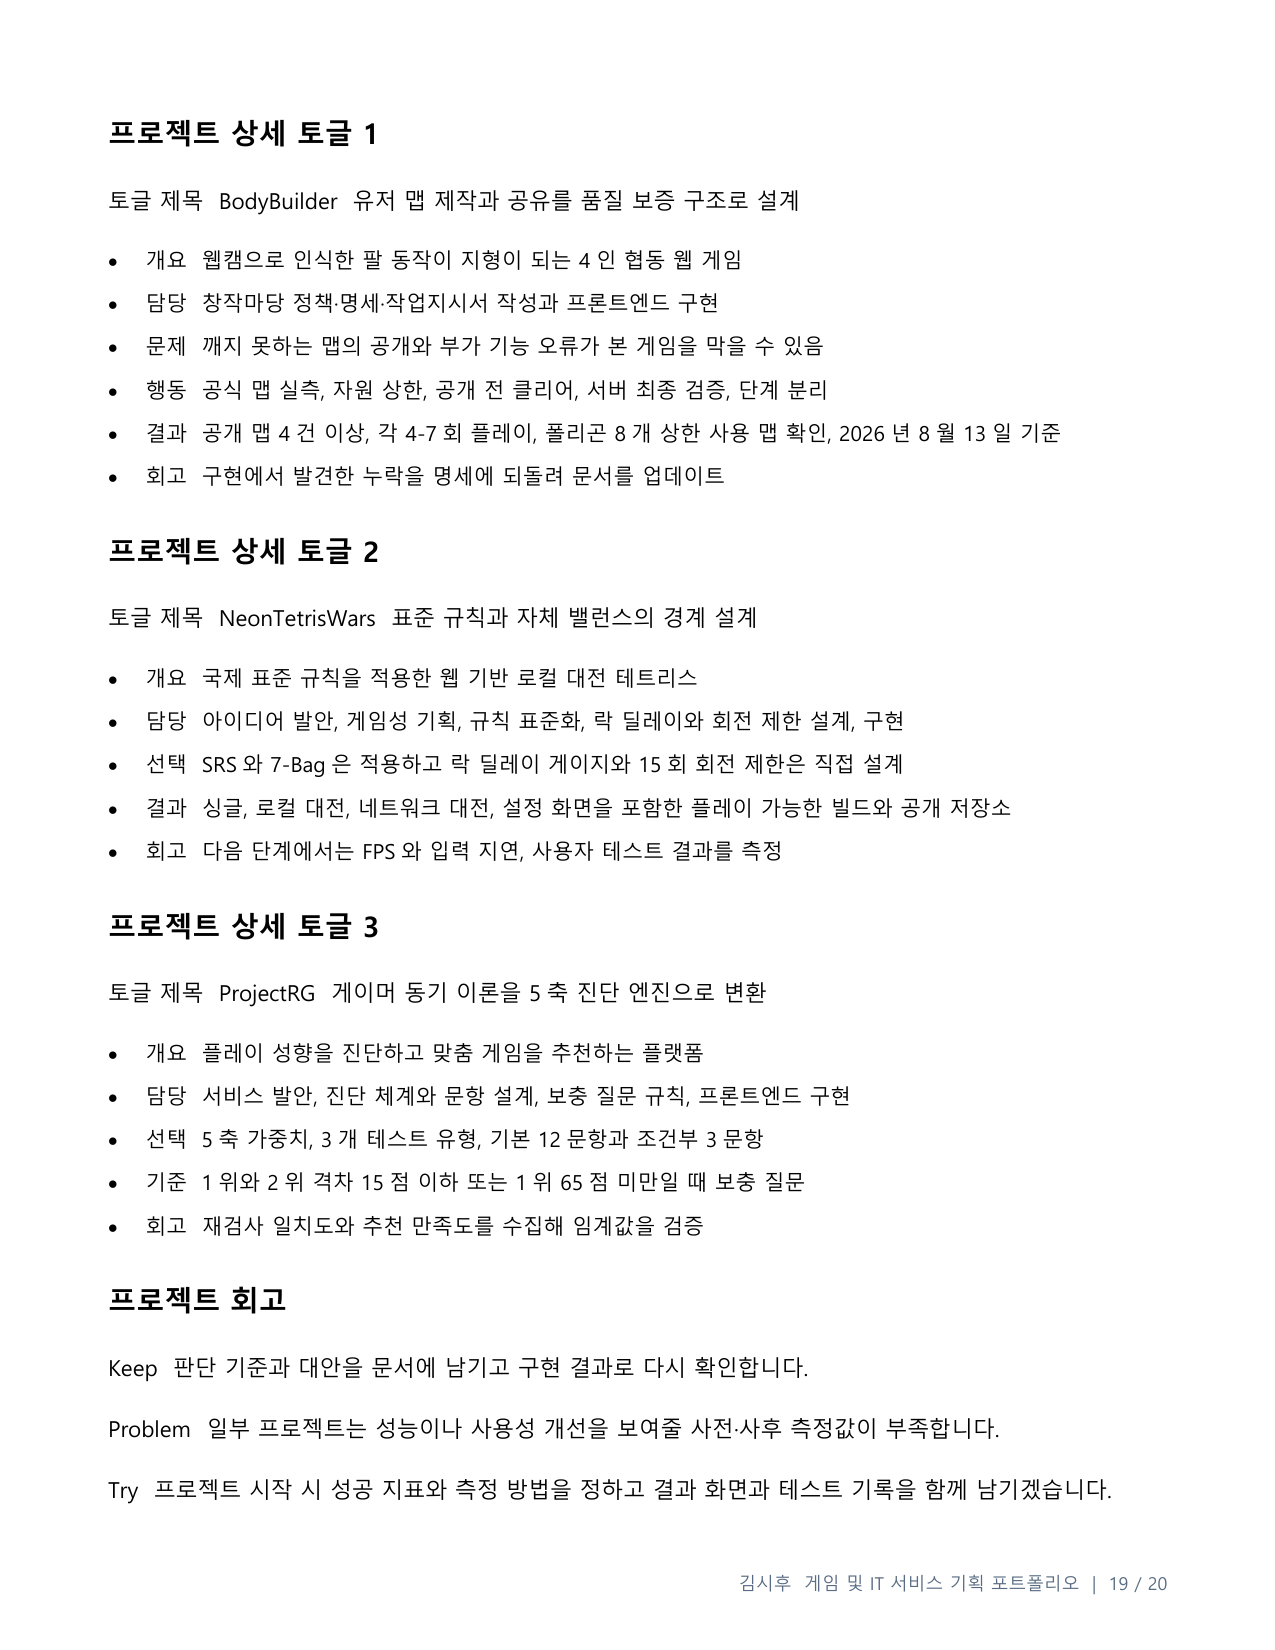 프로젝트 상세 토글 1
토글 제목 BodyBuilder 유저 맵 제작과 공유를 품질 보증 구조로 설계
• 개요 웹캠으로 인식한 팔 동작이 지형이 되는 4 인 협동 웹 게임
• 담당 창작마당 정책·명세·작업지시서 작성과 프론트엔드 구현
• 문제 깨지 못하는 맵의 공개와 부가 기능 오류가 본 게임을 막을 수 있음
• 행동 공식 맵 실측, 자원 상한, 공개 전 클리어, 서버 최종 검증, 단계 분리
• 결과 공개 맵 4 건 이상, 각 4-7 회 플레이, 폴리곤 8 개 상한 사용 맵 확인, 2026 년 8 월 13 일 기준
• 회고 구현에서 발견한 누락을 명세에 되돌려 문서를 업데이트
프로젝트 상세 토글 2
토글 제목 NeonTetrisWars 표준 규칙과 자체 밸런스의 경계 설계
• 개요 국제 표준 규칙을 적용한 웹 기반 로컬 대전 테트리스
• 담당 아이디어 발안, 게임성 기획, 규칙 표준화, 락 딜레이와 회전 제한 설계, 구현
• 선택 SRS 와 7-Bag 은 적용하고 락 딜레이 게이지와 15 회 회전 제한은 직접 설계
• 결과 싱글, 로컬 대전, 네트워크 대전, 설정 화면을 포함한 플레이 가능한 빌드와 공개 저장소
• 회고 다음 단계에서는 FPS 와 입력 지연, 사용자 테스트 결과를 측정
프로젝트 상세 토글 3
토글 제목 ProjectRG 게이머 동기 이론을 5 축 진단 엔진으로 변환
• 개요 플레이 성향을 진단하고 맞춤 게임을 추천하는 플랫폼
• 담당 서비스 발안, 진단 체계와 문항 설계, 보충 질문 규칙, 프론트엔드 구현
• 선택 5 축 가중치, 3 개 테스트 유형, 기본 12 문항과 조건부 3 문항
• 기준 1 위와 2 위 격차 15 점 이하 또는 1 위 65 점 미만일 때 보충 질문
• 회고 재검사 일치도와 추천 만족도를 수집해 임계값을 검증
프로젝트 회고
Keep 판단 기준과 대안을 문서에 남기고 구현 결과로 다시 확인합니다.
Problem 일부 프로젝트는 성능이나 사용성 개선을 보여줄 사전·사후 측정값이 부족합니다.
Try 프로젝트 시작 시 성공 지표와 측정 방법을 정하고 결과 화면과 테스트 기록을 함께 남기겠습니다.
김시후 게임 및 IT 서비스 기획 포트폴리오 | 19 / 20